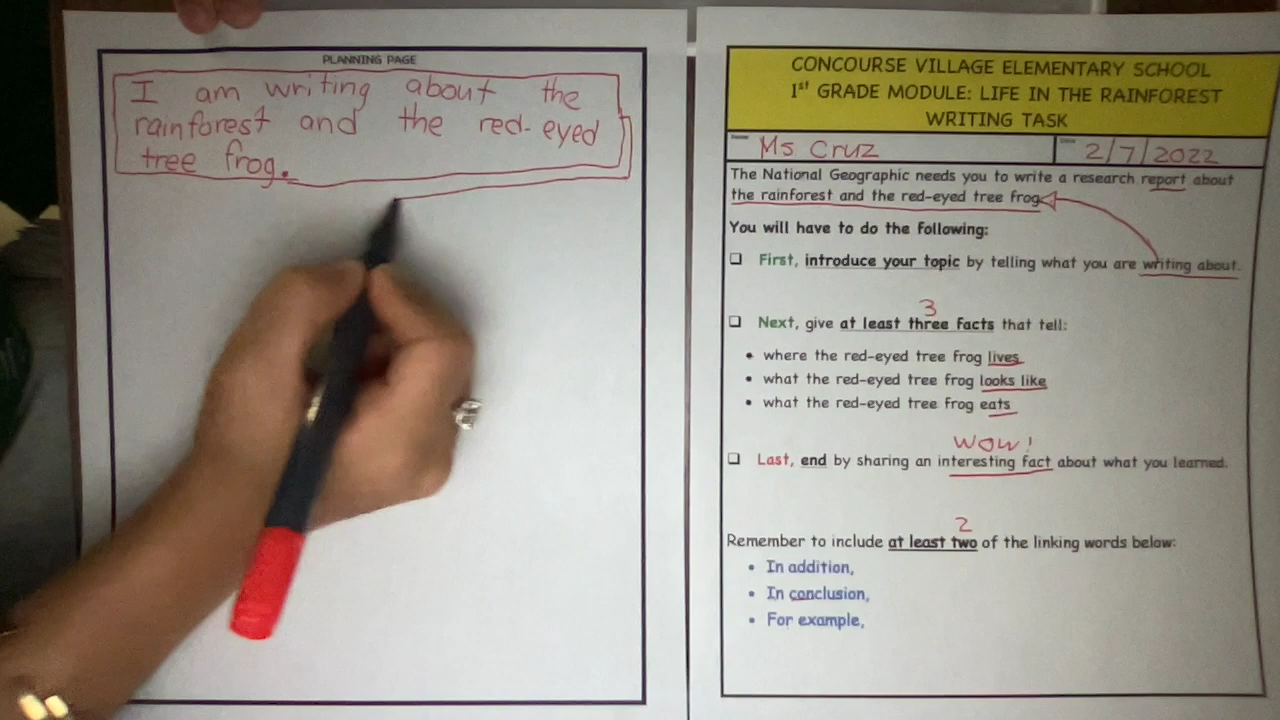 PLANNING PAGE
I am writing about the
rainforest and the red-eyed
tree frog.
CONCOURSE VILLAGE ELEMENTARY SCHOOL
1st GRADE MODULE: LIFE IN THE RAINFOREST
WRITING TASK
Ms Cruz 2/7/2022
The National Geographic needs you to write a research report about
the rainforest and the red-eyed tree frog
You will have to do the following:
First, introduce your topic by telling what you are writing about.
3
Next, give at least three facts that tell:
• where the red-eyed tree frog lives
• what the red-eyed tree frog looks like
• what the red-eyed tree frog eats
WOW!
Last, end by sharing an interesting fact about what you learned.
2
Remember to include at least two of the linking words below:
• In addition,
• In conclusion,
• For example,